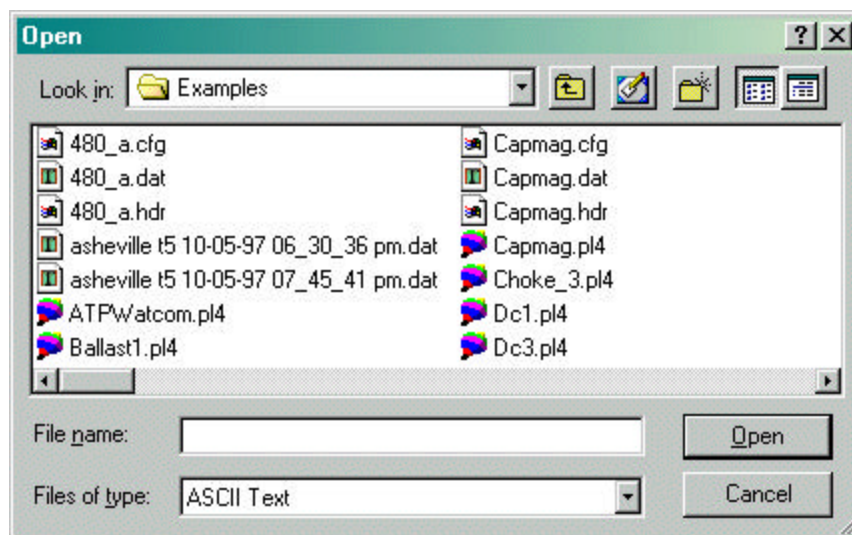 Open
Look in: Examples
480_a.cfg
480_a.dat
480_a.hdr
asheville t5 10-05-97 06_30_36 pm.dat
asheville t5 10-05-97 07_45_41 pm.dat
ATPWatcom.pl4
Ballast1.pl4
Capmag.cfg
Capmag.dat
Capmag.hdr
Capmag.pl4
Choke_3.pl4
Dc1.pl4
Dc3.pl4
File name:
Open
Files of type: ASCII Text
Cancel